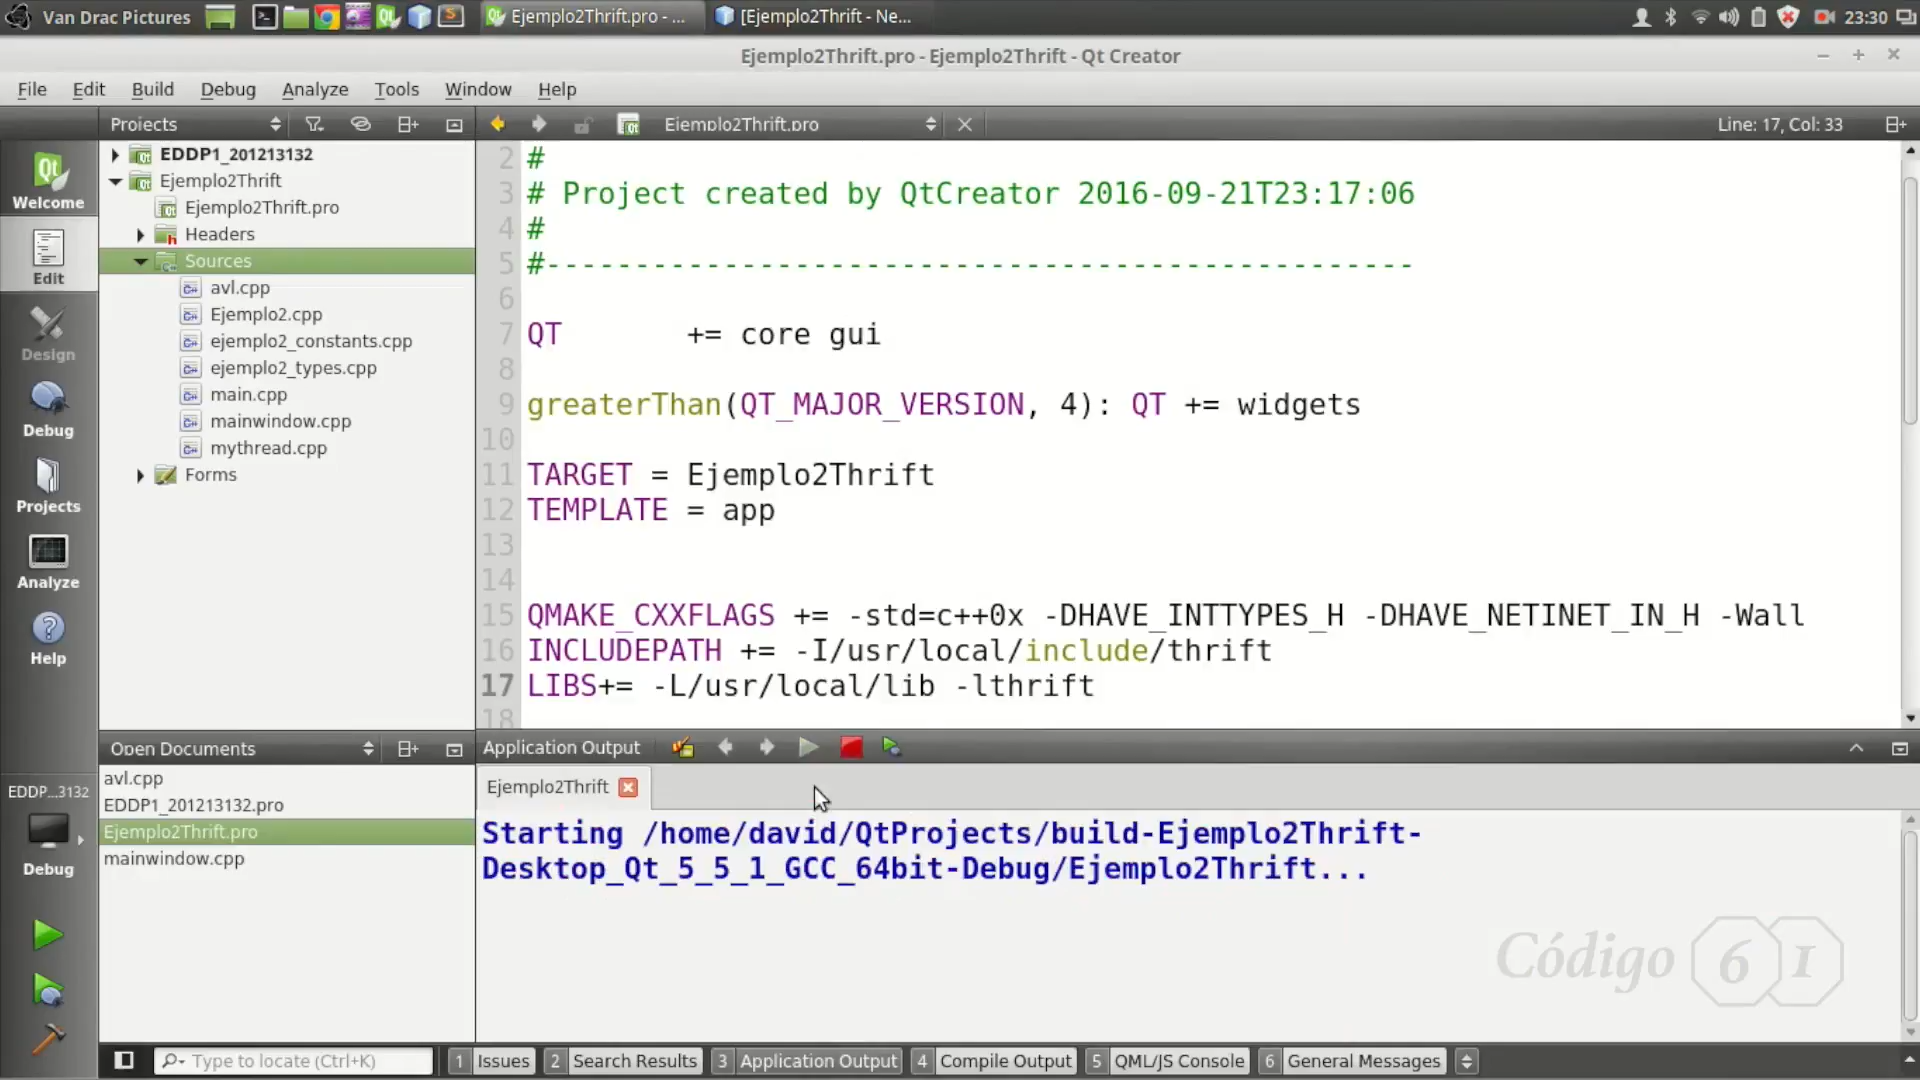 Van Drac Pictures
Ejemplo2Thrift.pro - ...
[Ejemplo2Thrift - Ne...
23:30
Ejemplo2Thrift.pro - Ejemplo2Thrift - Qt Creator
File Edit Build Debug Analyze Tools Window Help
Projects
Ejemplo2Thrift.pro
Line: 17, Col: 33
Welcome
Edit
Design
Debug
Projects
Analyze
Help
EDDP1_201213132
Ejemplo2Thrift
Ejemplo2Thrift.pro
Headers
Sources
avl.cpp
Ejemplo2.cpp
ejemplo2_constants.cpp
ejemplo2_types.cpp
main.cpp
mainwindow.cpp
mythread.cpp
Forms
2 #
3 # Project created by QtCreator 2016-09-21T23:17:06
4 #
5 #-------------------------------------------------
6
7 QT       += core gui
8
9 greaterThan(QT_MAJOR_VERSION, 4): QT += widgets
10
11 TARGET = Ejemplo2Thrift
12 TEMPLATE = app
13
14
15 QMAKE_CXXFLAGS += -std=c++0x -DHAVE_INTTYPES_H -DHAVE_NETINET_IN_H -Wall
16 INCLUDEPATH += -I/usr/local/include/thrift
17 LIBS+= -L/usr/local/lib -lthrift
18
Open Documents
avl.cpp
EDDP1_201213132.pro
Ejemplo2Thrift.pro
mainwindow.cpp
EDDP...3132
Debug
Application Output
Ejemplo2Thrift
Starting /home/david/QtProjects/build-Ejemplo2Thrift-
Desktop_Qt_5_5_1_GCC_64bit-Debug/Ejemplo2Thrift...
Código 61
Type to locate (Ctrl+K)
1 Issues 2 Search Results 3 Application Output 4 Compile Output 5 QML/JS Console 6 General Messages